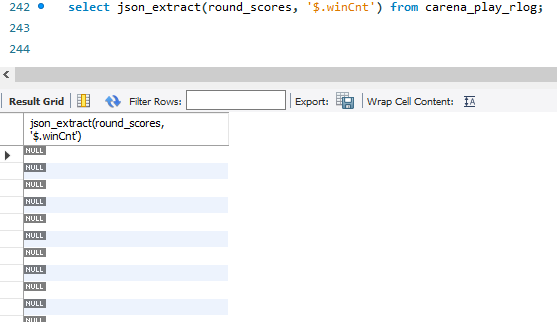 242 select json_extract(round_scores, '$.winCnt') from carena_play_rlog;
243
244
Result Grid Filter Rows: Export: Wrap Cell Content: IA
json_extract(round_scores,
'$.winCnt')
NULL
NULL
NULL
NULL
NULL
NULL
NULL
NULL
NULL
NULL
NULL